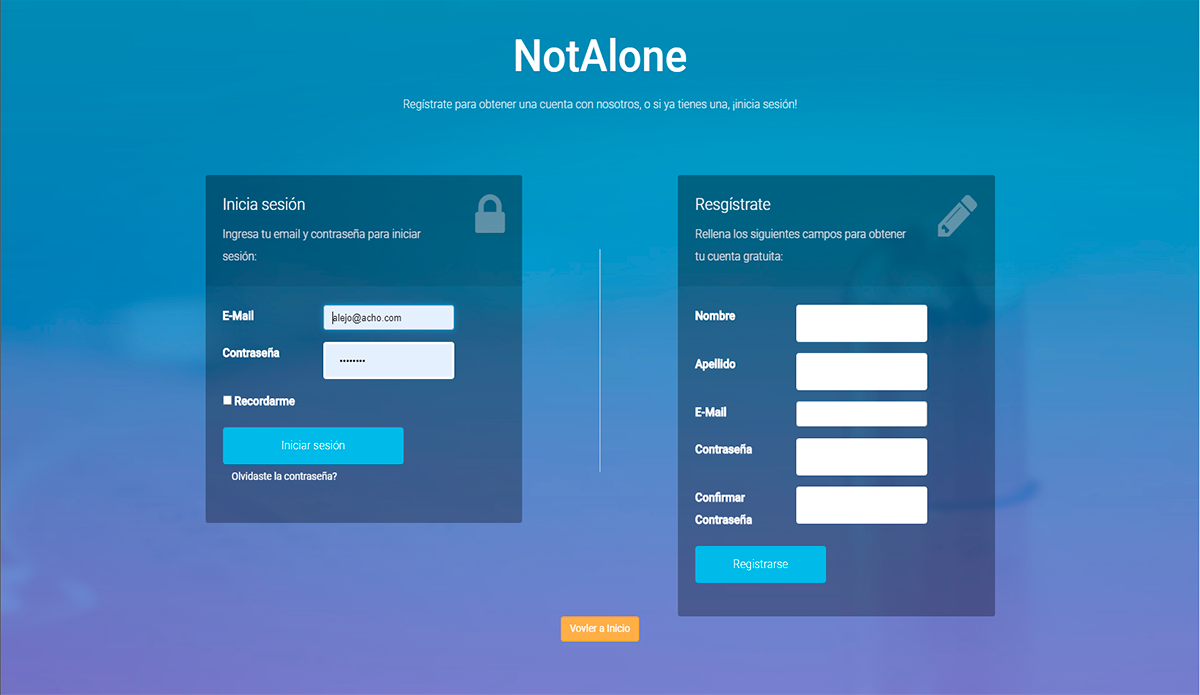 NotAlone
Regístrate para obtener una cuenta con nosotros, o si ya tienes una, ¡inicia sesión!
Inicia sesión
Ingresa tu email y contraseña para iniciar
sesión:
E-Mail
alejo@acho.com
Contraseña
••••••••
Recordarme
Iniciar sesión
Olvidaste la contraseña?
Resgístrate
Rellena los siguientes campos para obtener
tu cuenta gratuita:
Nombre
Apellido
E-Mail
Contraseña
Confirmar
Contraseña
Registrarse
Vovler a Inicio